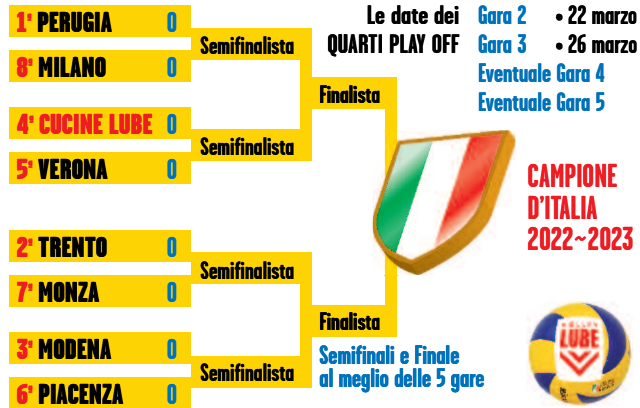 1ª PERUGIA 0
8ª MILANO 0
Semifinalista
4ª CUCINE LUBE 0
5ª VERONA 0
Semifinalista
Finalista
2ª TRENTO 0
7ª MONZA 0
Semifinalista
3ª MODENA 0
6ª PIACENZA 0
Semifinalista
Finalista
Le date dei
QUARTI PLAY OFF
Gara 2 • 22 marzo
Gara 3 • 26 marzo
Eventuale Gara 4
Eventuale Gara 5
CAMPIONE
D'ITALIA
2022~2023
Semifinali e Finale
al meglio delle 5 gare
VOLLEY
LUBE